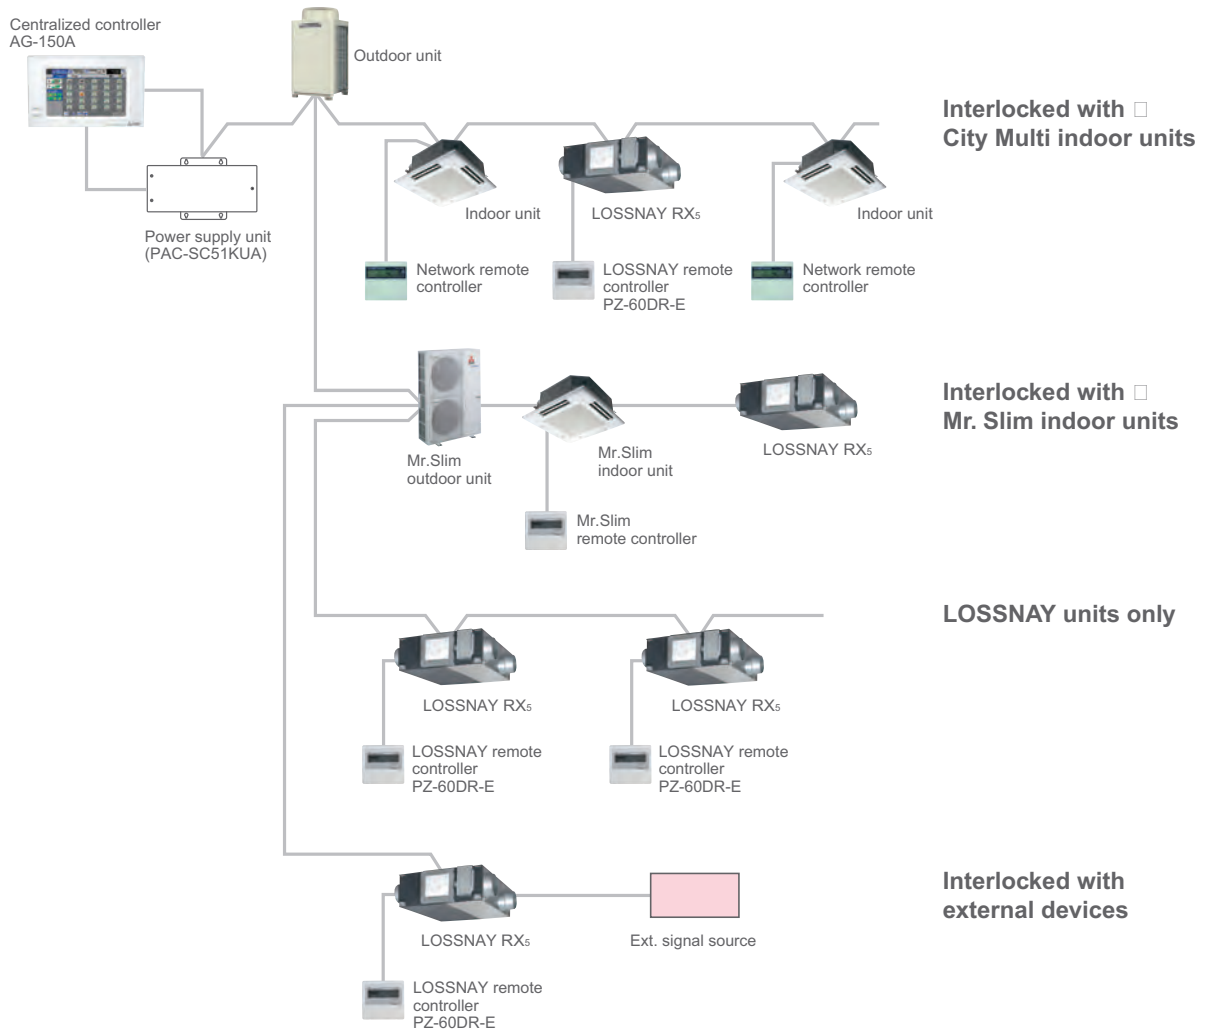 Centralized controller
AG-150A
Outdoor unit
Power supply unit
(PAC-SC51KUA)
Indoor unit
LOSSNAY RX5
Indoor unit
Network remote
controller
LOSSNAY remote
controller
PZ-60DR-E
Network remote
controller
Interlocked with □
City Multi indoor units
Mr.Slim
outdoor unit
Mr.Slim
indoor unit
LOSSNAY RX5
Mr.Slim
remote controller
Interlocked with □
Mr. Slim indoor units
LOSSNAY units only
LOSSNAY RX5
LOSSNAY RX5
LOSSNAY remote
controller
PZ-60DR-E
LOSSNAY remote
controller
PZ-60DR-E
Interlocked with
external devices
LOSSNAY RX5
Ext. signal source
LOSSNAY remote
controller
PZ-60DR-E